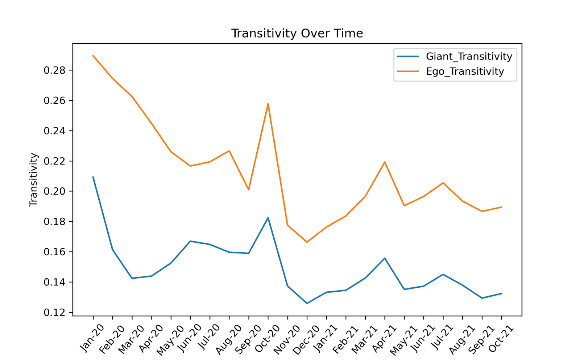 Transitivity Over Time
Giant_Transitivity
Ego_Transitivity
Transitivity
0.28
0.26
0.24
0.22
0.20
0.18
0.16
0.14
0.12
Jan-20
Feb-20
Mar-20
Apr-20
May-20
Jun-20
Jul-20
Aug-20
Sep-20
Oct-20
Nov-20
Dec-20
Jan-21
Feb-21
Mar-21
Apr-21
May-21
Jun-21
Jul-21
Aug-21
Sep-21
Oct-21